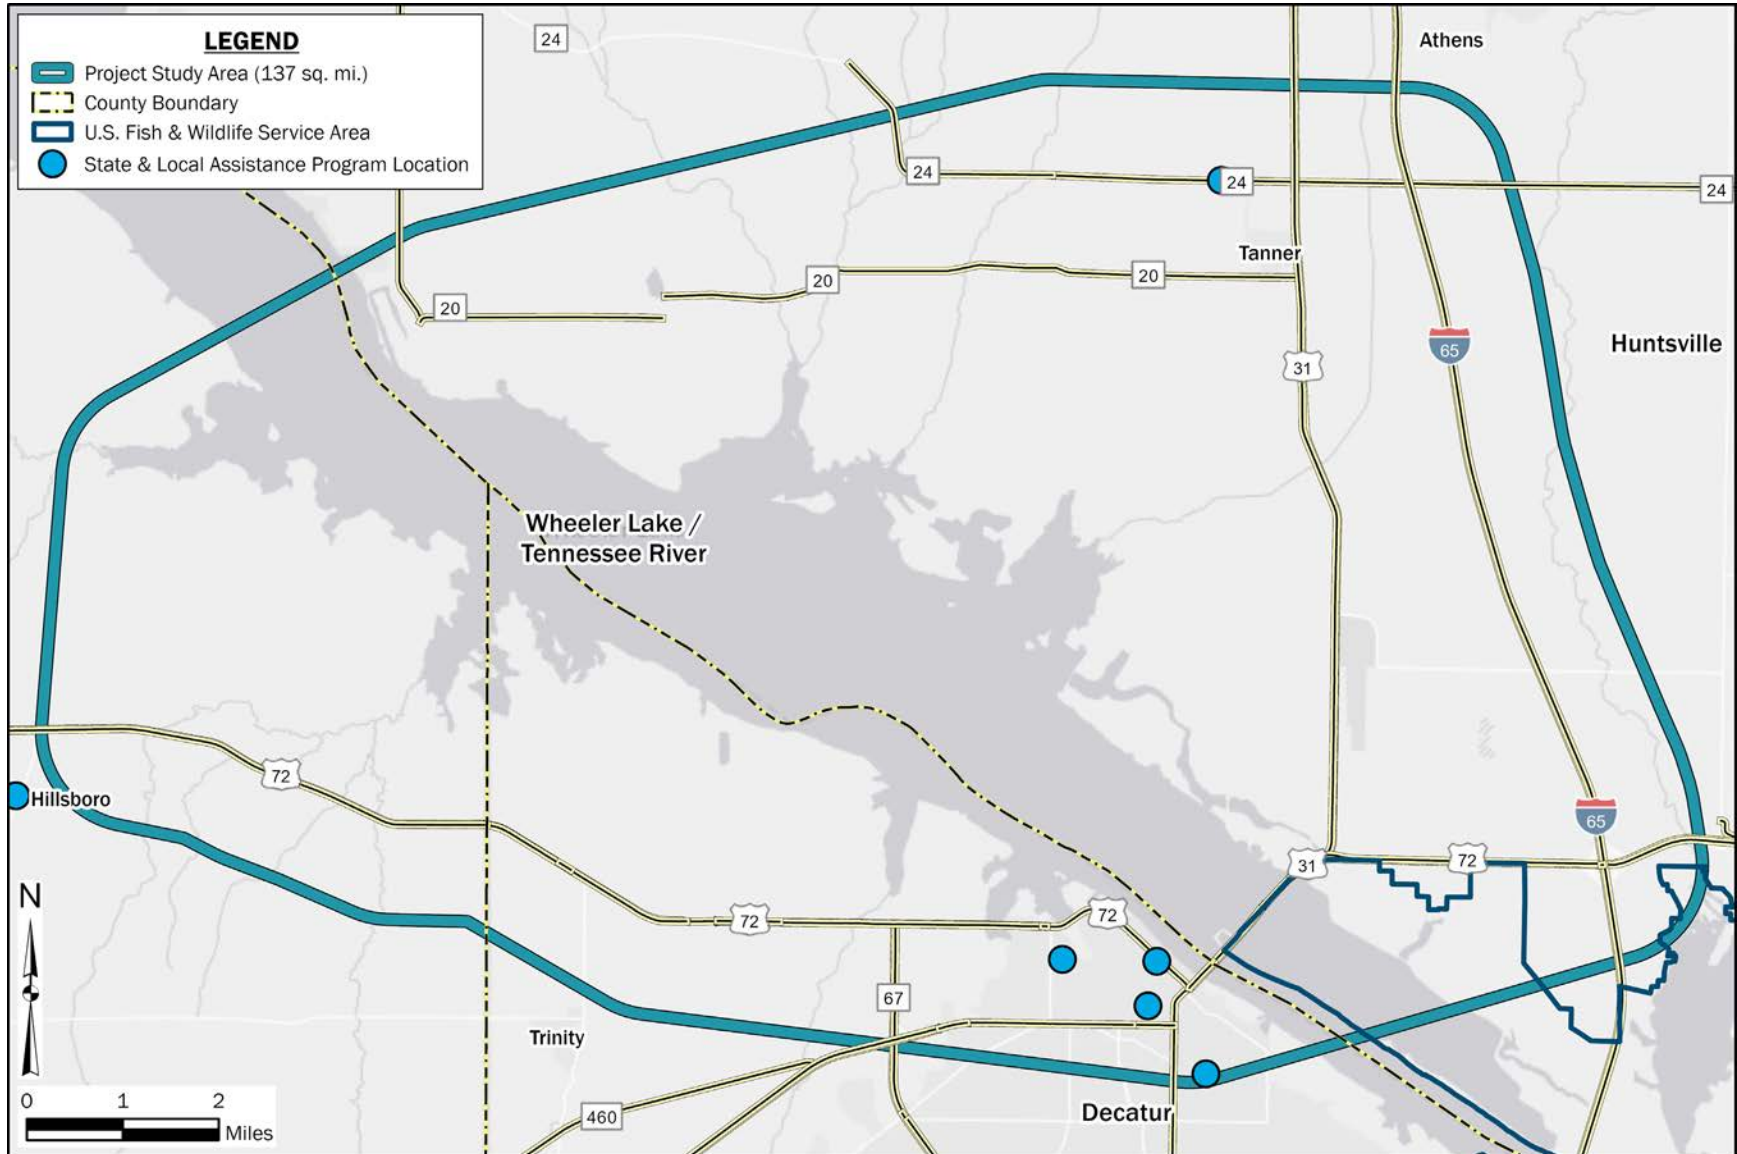 LEGEND
Project Study Area (137 sq. mi.)
County Boundary
U.S. Fish & Wildlife Service Area
State & Local Assistance Program Location
24
Athens
24
24
24
Tanner
20
20
20
31
65
Huntsville
Wheeler Lake /
Tennessee River
72
Hillsboro
65
31
72
72
72
N
67
Trinity
460
Decatur
0 1 2
Miles